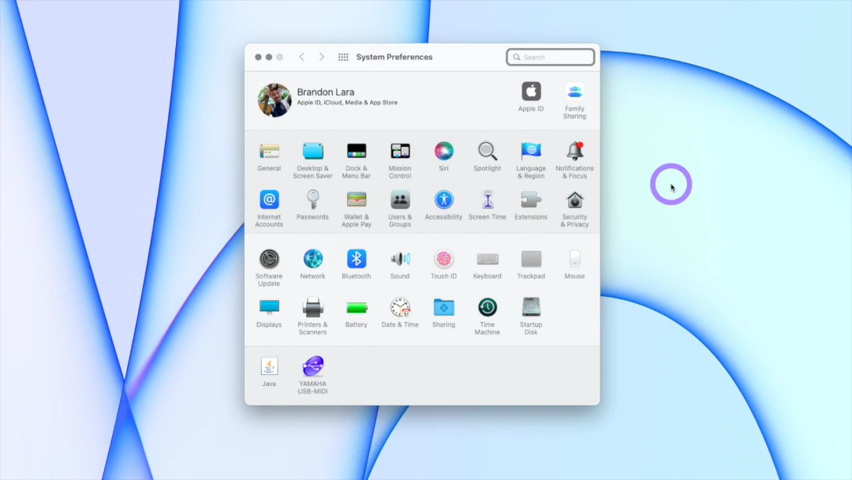 System Preferences
Search
Brandon Lara
Apple ID, iCloud, Media & App Store
Apple ID
Family
Sharing
General
Desktop &
Screen Saver
Dock &
Menu Bar
Mission
Control
Siri
Spotlight
Language
& Region
Notifications
& Focus
Internet
Accounts
Passwords
Wallet &
Apple Pay
Users &
Groups
Accessibility
Screen Time
Extensions
Security
& Privacy
Software
Update
Network
Bluetooth
Sound
Touch ID
Keyboard
Trackpad
Mouse
Displays
Printers &
Scanners
Battery
Date & Time
Sharing
Time
Machine
Startup
Disk
Java
YAMAHA
USB-MIDI